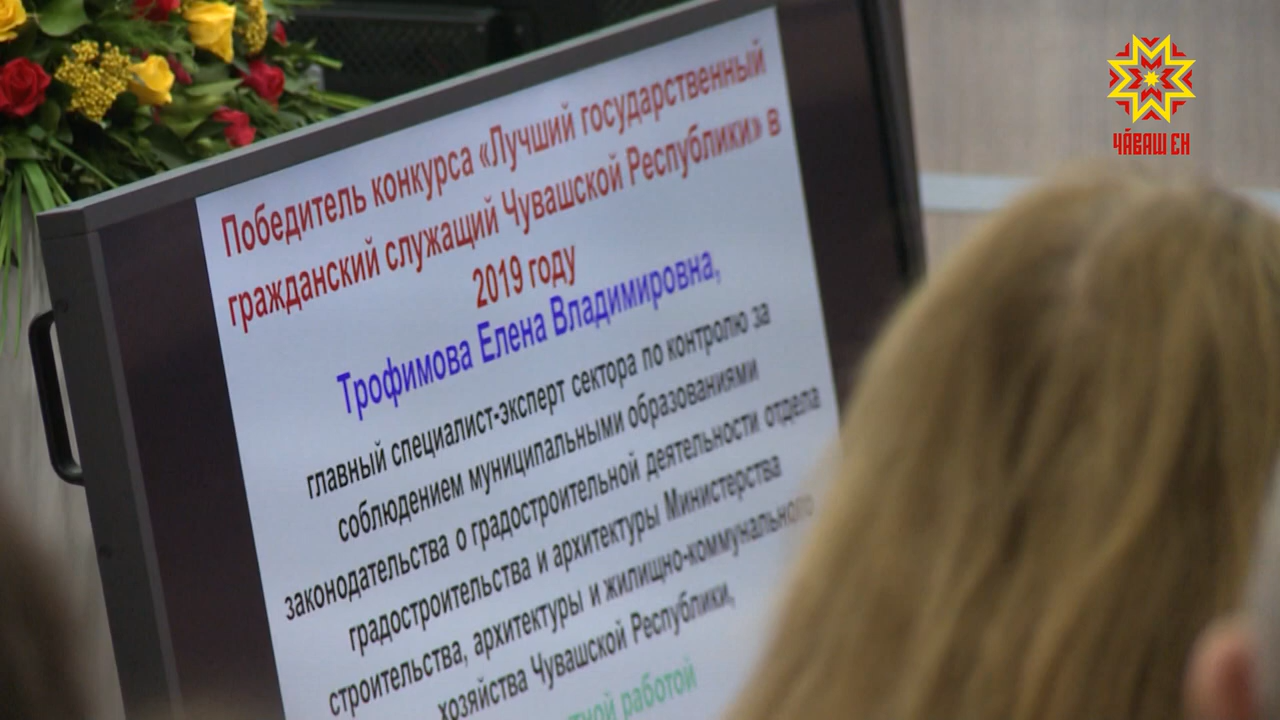 Победитель конкурса «Лучший государственный
гражданский служащий Чувашской Республики» в
2019 году
Трофимова Елена Владимировна,
главный специалист-эксперт сектора по контролю за
соблюдением муниципальными образованиями
законодательства о градостроительной деятельности отдела
градостроительства и архитектуры Министерства
строительства, архитектуры и жилищно-коммунального
хозяйства Чувашской Республики,
работой
ЧӐВАШ ЕН